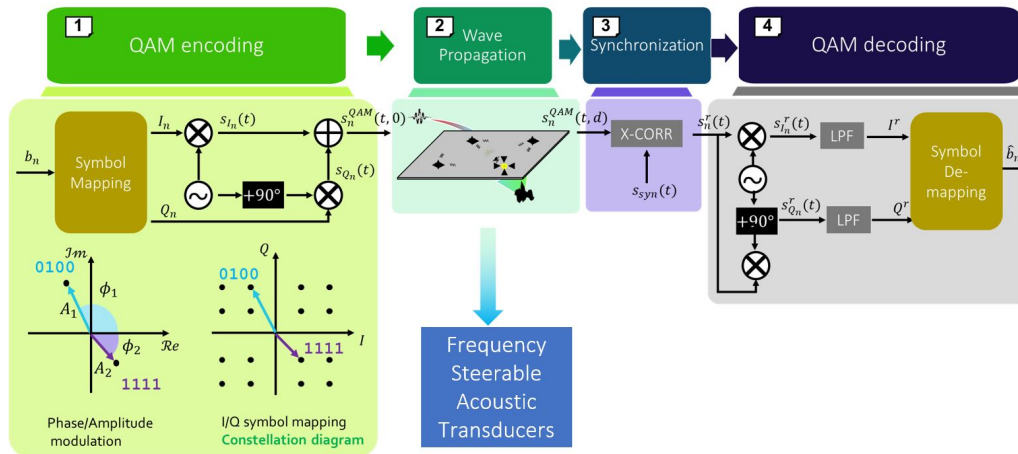 1
QAM encoding
2
Wave
Propagation
3
Synchronization
4
QAM decoding
b_n
Symbol
Mapping
I_n
s_{I_n}(t)
s_n^{QAM}(t,0)
+90°
s_{Q_n}(t)
Q_n
s_n^{QAM}(t,d)
X-CORR
s_{syn}(t)
s_n^r(t)
s_{I_n}^r(t)
LPF
I^r
+90°
s_{Q_n}^r(t)
LPF
Q^r
Symbol
De-
mapping
b̂_n
ℐm
0100
A_1
ϕ_1
ϕ_2
ℛe
A_2
1111
Phase/Amplitude
modulation
Q
0100
I
1111
I/Q symbol mapping
Constellation diagram
Frequency
Steerable
Acoustic
Transducers